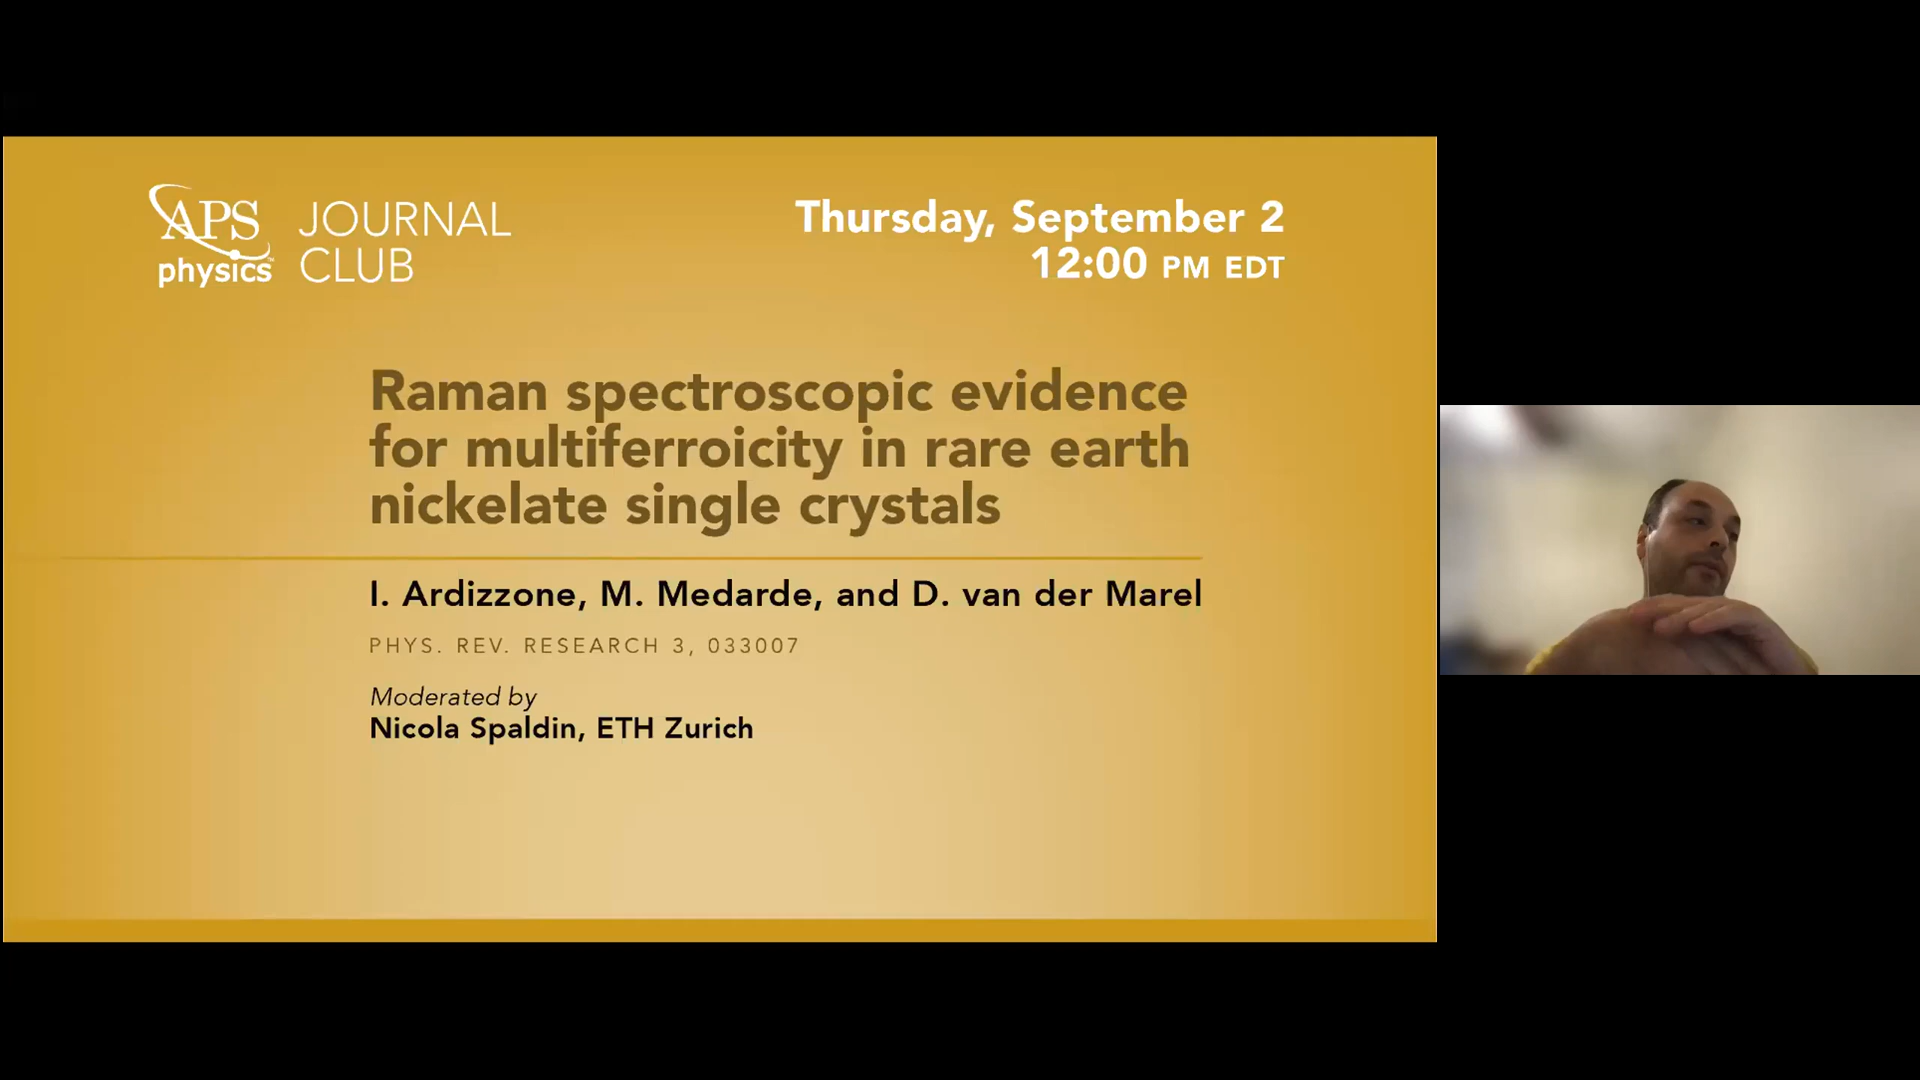 APS
physics™
JOURNAL
CLUB
Thursday, September 2
12:00 PM EDT
Raman spectroscopic evidence
for multiferroicity in rare earth
nickelate single crystals
I. Ardizzone, M. Medarde, and D. van der Marel
PHYS. REV. RESEARCH 3, 033007
Moderated by
Nicola Spaldin, ETH Zurich